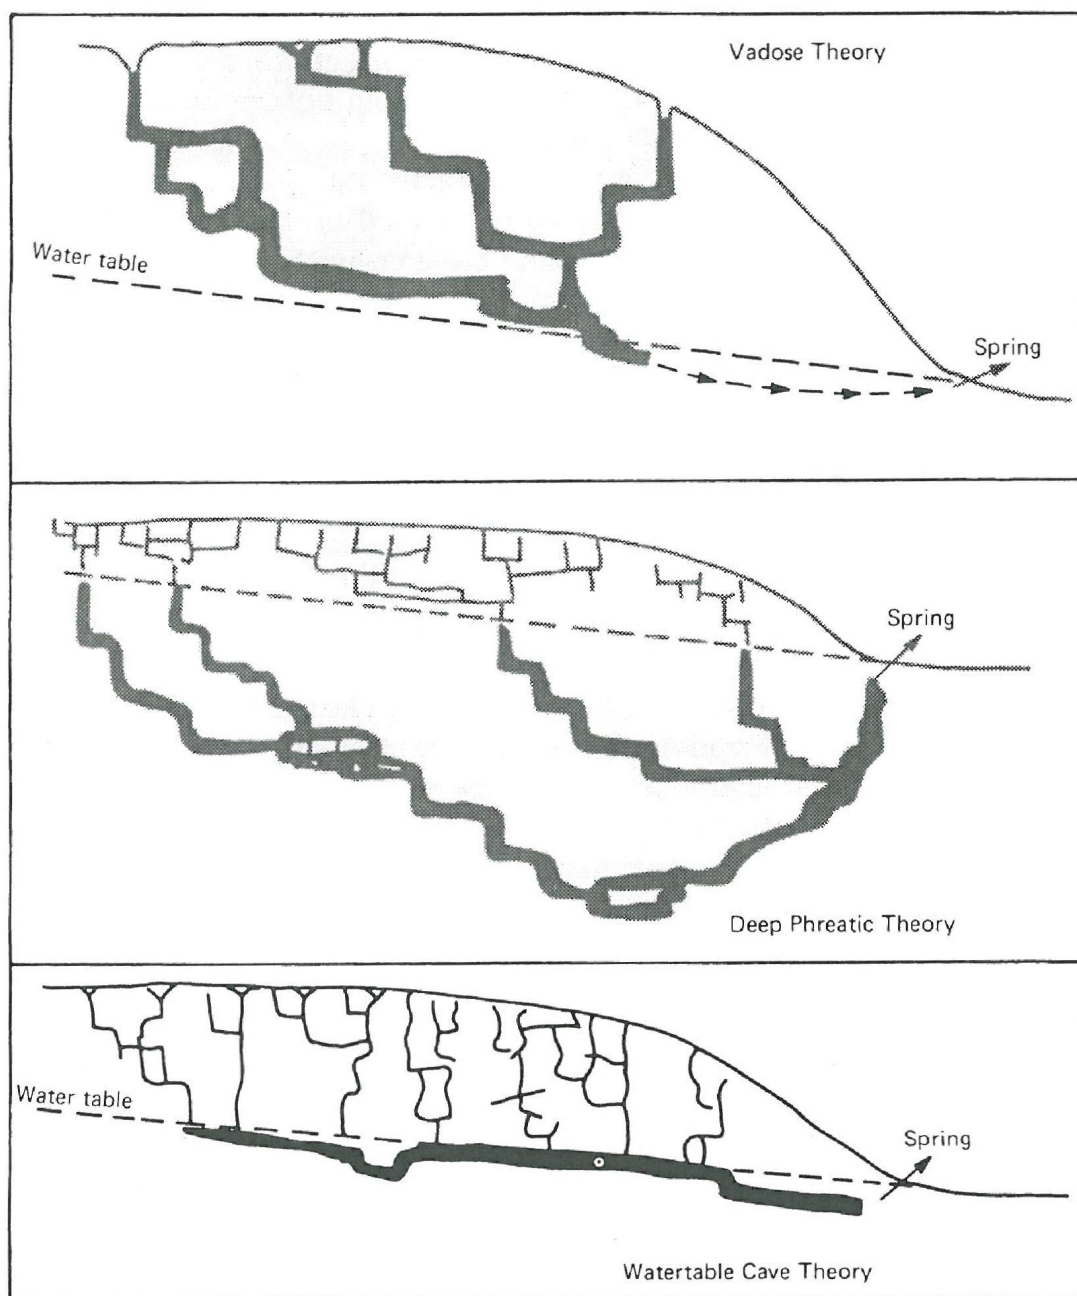 Vadose Theory
Water table
Spring
Spring
Deep Phreatic Theory
Water table
Spring
Watertable Cave Theory